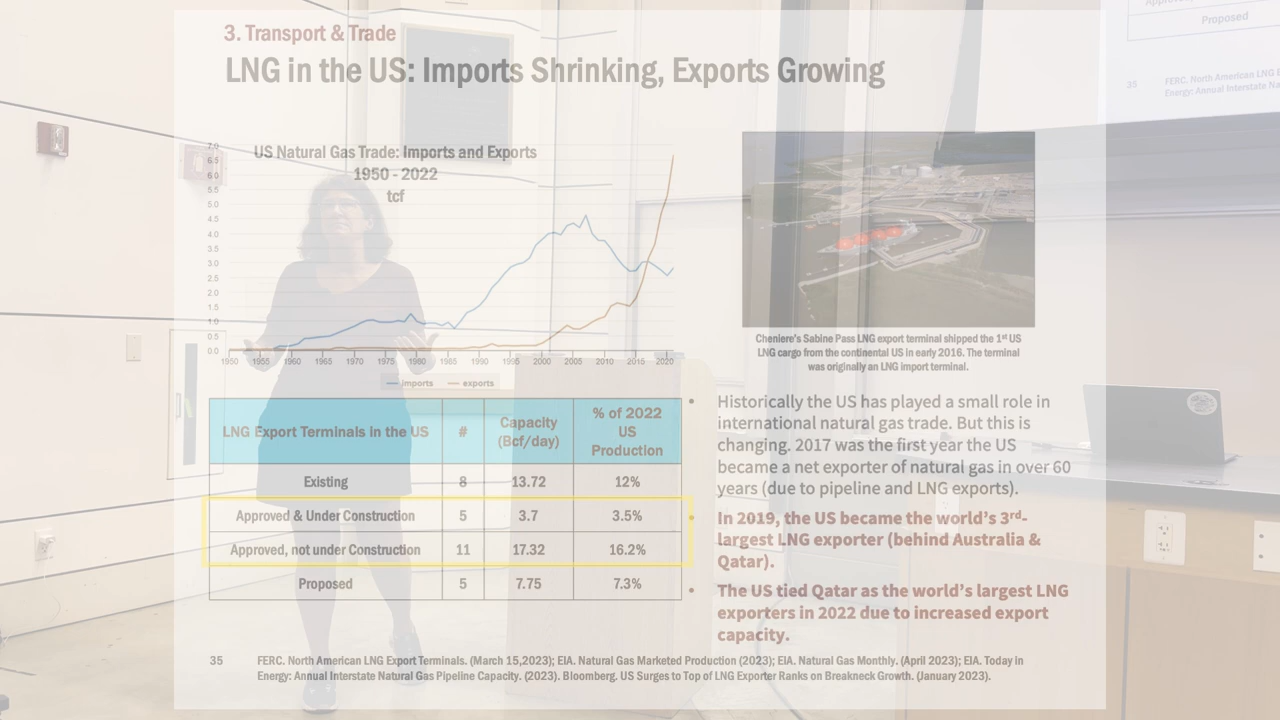 3. Transport & Trade
LNG in the US: Imports Shrinking, Exports Growing
US Natural Gas Trade: Imports and Exports
1950 - 2022
tcf
7.0
6.5
6.0
5.5
5.0
4.5
4.0
3.5
3.0
2.5
2.0
1.5
1.0
0.5
0.0
1950 1955 1960 1965 1970 1975 1980 1985 1990 1995 2000 2005 2010 2015 2020
imports exports
LNG Export Terminals in the US # Capacity (Bcf/day) % of 2022 US Production
Existing 8 13.72 12%
Approved & Under Construction 5 3.7 3.5%
Approved, not under Construction 11 17.32 16.2%
Proposed 5 7.75 7.3%
Cheniere's Sabine Pass LNG export terminal shipped the 1st US
LNG cargo from the continental US in early 2016. The terminal
was originally an LNG import terminal.
• Historically the US has played a small role in
international natural gas trade. But this is
changing. 2017 was the first year the US
became a net exporter of natural gas in over 60
years (due to pipeline and LNG exports).
• In 2019, the US became the world's 3rd-
largest LNG exporter (behind Australia &
Qatar).
• The US tied Qatar as the world's largest LNG
exporters in 2022 due to increased export
capacity.
35
FERC. North American LNG Export Terminals. (March 15,2023); EIA. Natural Gas Marketed Production (2023); EIA. Natural Gas Monthly. (April 2023); EIA. Today in
Energy: Annual Interstate Natural Gas Pipeline Capacity. (2023). Bloomberg. US Surges to Top of LNG Exporter Ranks on Breakneck Growth. (January 2023).
Proposed
35
FERC. North American LNG E
Energy: Annual Interstate Na